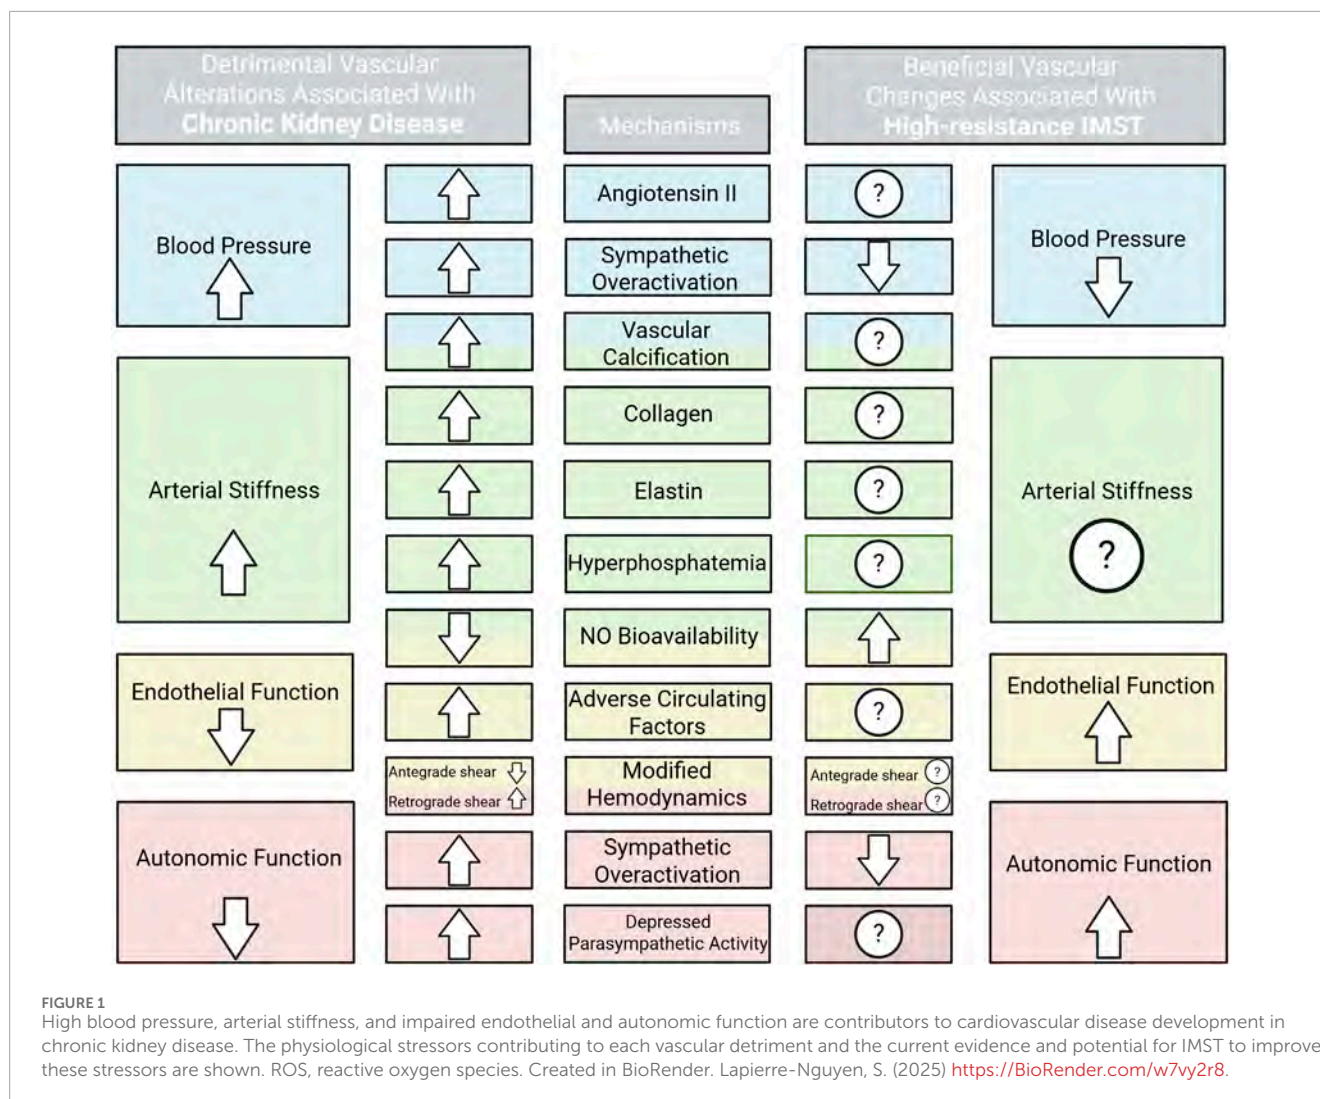 Detrimental Vascular
Alterations Associated With
Chronic Kidney Disease
Mechanisms
Beneficial Vascular
Changes Associated With
High-resistance IMST
Blood Pressure
Angiotensin II
?
Blood Pressure
Sympathetic
Overactivation
Vascular
Calcification
?
Arterial Stiffness
Collagen
?
Elastin
?
Arterial Stiffness
?
Hyperphosphatemia
?
NO Bioavailability
Endothelial Function
Adverse Circulating
Factors
?
Endothelial Function
Antegrade shear
Retrograde shear
Modified
Hemodynamics
Antegrade shear ?
Retrograde shear ?
Autonomic Function
Sympathetic
Overactivation
Autonomic Function
Depressed
Parasympathetic Activity
?
FIGURE 1
High blood pressure, arterial stiffness, and impaired endothelial and autonomic function are contributors to cardiovascular disease development in
chronic kidney disease. The physiological stressors contributing to each vascular detriment and the current evidence and potential for IMST to improve
these stressors are shown. ROS, reactive oxygen species. Created in BioRender. Lapierre-Nguyen, S. (2025) https://BioRender.com/w7vy2r8.